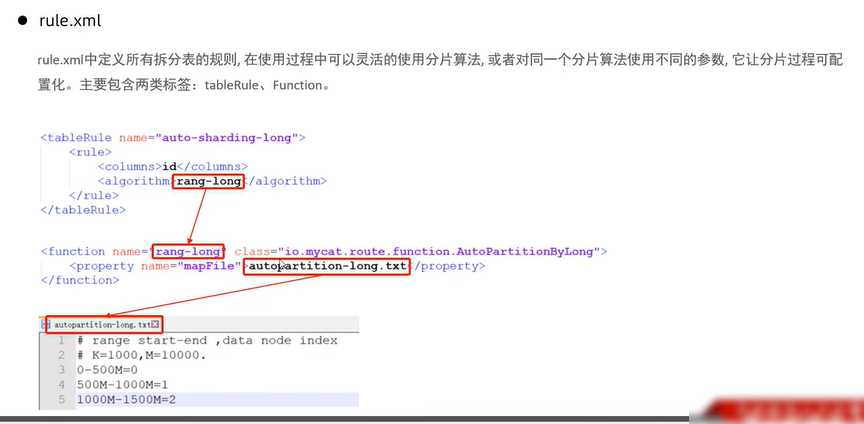 ● rule.xml
rule.xml中定义所有拆分表的规则, 在使用过程中可以灵活的使用分片算法, 或者对同一个分片算法使用不同的参数, 它让分片过程可配
置化。主要包含两类标签：tableRule、Function。
<tableRule name="auto-sharding-long">
<rule>
<columns>id</columns>
<algorithm>rang-long</algorithm>
</rule>
</tableRule>
<function name="rang-long" class="io.mycat.route.function.AutoPartitionByLong">
<property name="mapFile">autopartition-long.txt</property>
</function>
autopartition-long.txt
1 # range start-end ,data node index
2 # K=1000,M=10000.
3 0-500M=0
4 500M-1000M=1
5 1000M-1500M=2